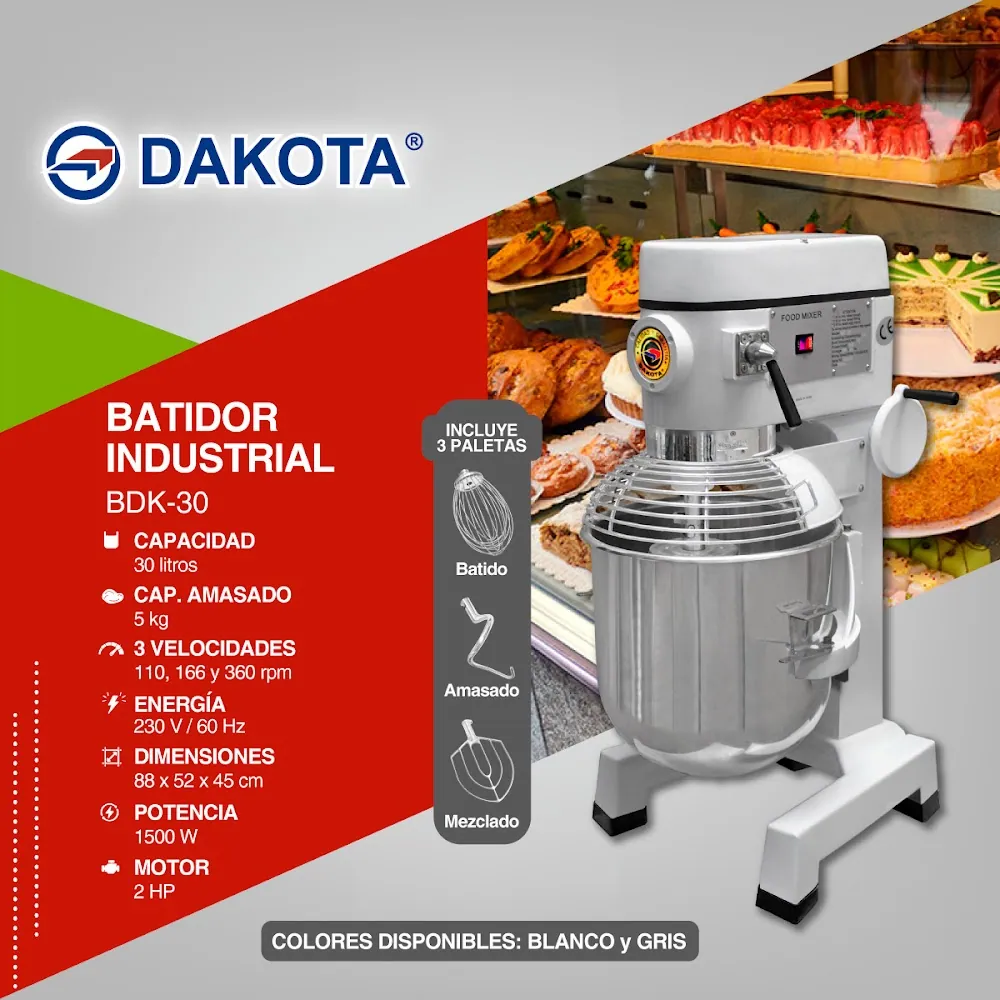 DAKOTA®
BATIDOR
INDUSTRIAL
BDK-30
CAPACIDAD
30 litros
CAP. AMASADO
5 kg
3 VELOCIDADES
110, 166 y 360 rpm
ENERGÍA
230 V / 60 Hz
DIMENSIONES
88 x 52 x 45 cm
POTENCIA
1500 W
MOTOR
2 HP
INCLUYE
3 PALETAS
Batido
Amasado
Mezclado
FOOD MIXER
CE
DAKOTA
COLORES DISPONIBLES: BLANCO y GRIS